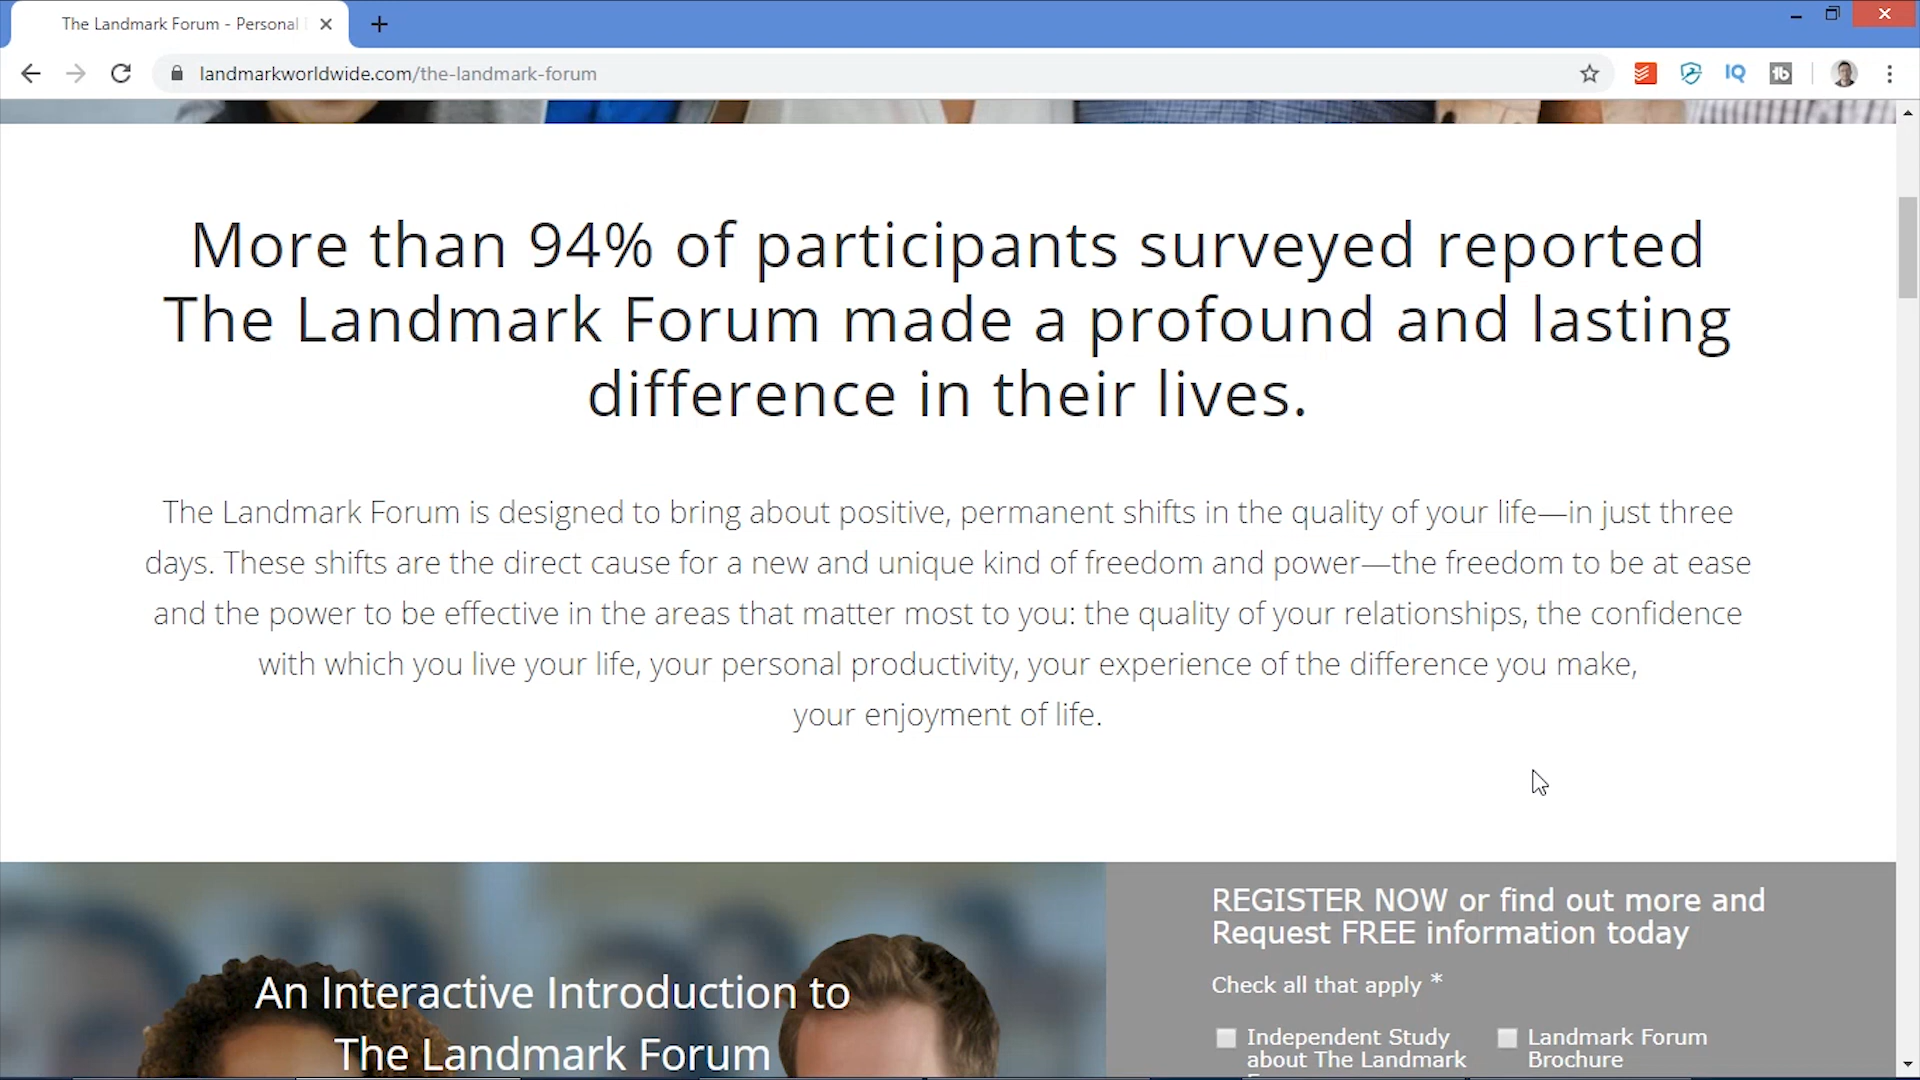 The Landmark Forum - Personal
landmarkworldwide.com/the-landmark-forum
IQ
tb
More than 94% of participants surveyed reported
The Landmark Forum made a profound and lasting
difference in their lives.
The Landmark Forum is designed to bring about positive, permanent shifts in the quality of your life—in just three
days. These shifts are the direct cause for a new and unique kind of freedom and power—the freedom to be at ease
and the power to be effective in the areas that matter most to you: the quality of your relationships, the confidence
with which you live your life, your personal productivity, your experience of the difference you make,
your enjoyment of life.
An Interactive Introduction to
The Landmark Forum
REGISTER NOW or find out more and
Request FREE information today
Check all that apply *
Independent Study
about The Landmark
Landmark Forum
Brochure